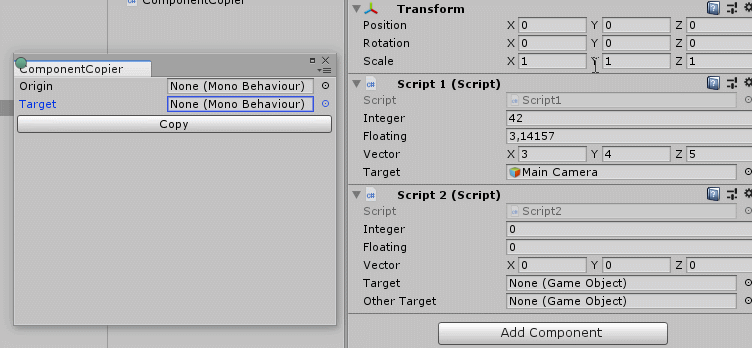 ComponentCopier
ComponentCopier
Origin None (Mono Behaviour)
Target None (Mono Behaviour)
Copy
Transform
Position X 0 Y 0 Z 0
Rotation X 0 Y 0 Z 0
Scale X 1 Y 1 Z 1
C# Script 1 (Script)
Script Script1
Integer 42
Floating 3,14157
Vector X 3 Y 4 Z 5
Target Main Camera
C# Script 2 (Script)
Script Script2
Integer 0
Floating 0
Vector X 0 Y 0 Z 0
Target None (Game Object)
Other Target None (Game Object)
Add Component